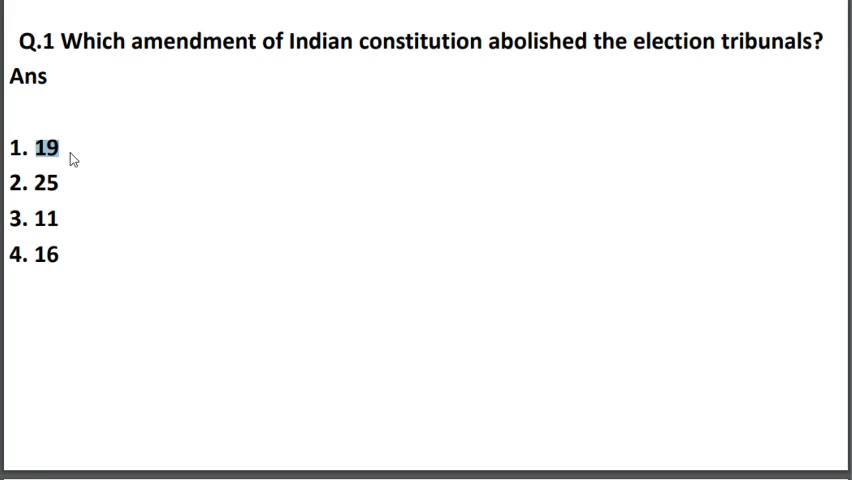 Q.1 Which amendment of Indian constitution abolished the election tribunals?
Ans
1. 19
2. 25
3. 11
4. 16